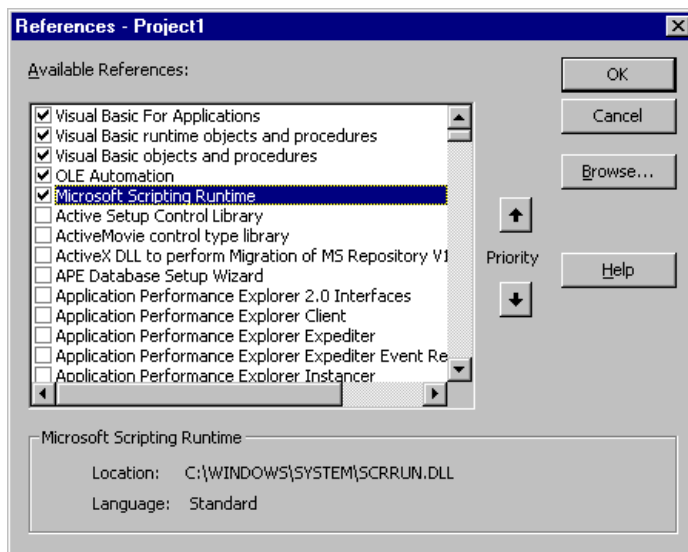 References - Project1
Available References:
OK
Cancel
Browse...
Help
Visual Basic For Applications
Visual Basic runtime objects and procedures
Visual Basic objects and procedures
OLE Automation
Microsoft Scripting Runtime
Active Setup Control Library
ActiveMovie control type library
ActiveX DLL to perform Migration of MS Repository V1
APE Database Setup Wizard
Application Performance Explorer 2.0 Interfaces
Application Performance Explorer Client
Application Performance Explorer Expediter
Application Performance Explorer Expediter Event Re
Application Performance Explorer Instancer
Priority
Microsoft Scripting Runtime
Location: C:\WINDOWS\SYSTEM\SCRRUN.DLL
Language: Standard